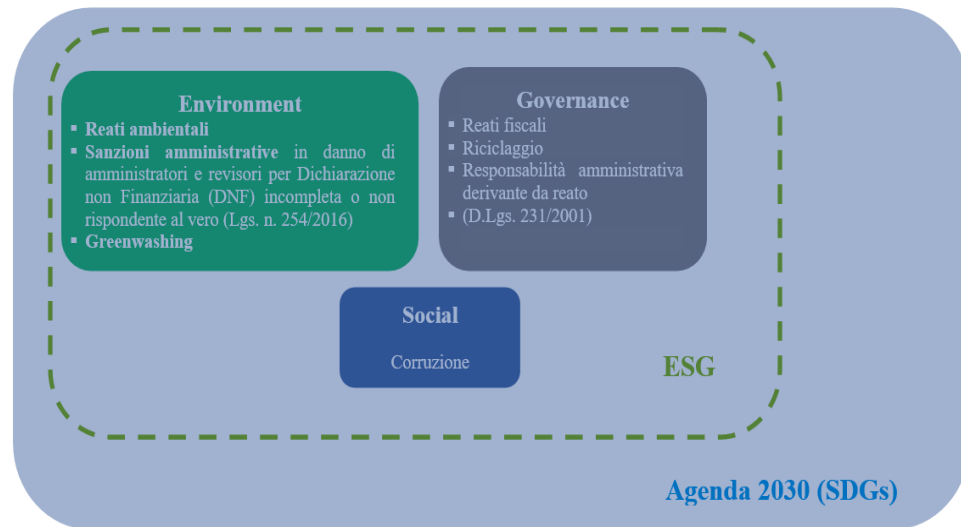 Environment
▪ Reati ambientali
▪ Sanzioni amministrative in danno di
amministratori e revisori per Dichiarazione
non Finanziaria (DNF) incompleta o non
rispondente al vero (Lgs. n. 254/2016)
▪ Greenwashing
Governance
▪ Reati fiscali
▪ Riciclaggio
▪ Responsabilità amministrativa
derivante da reato
▪ (D.Lgs. 231/2001)
Social
Corruzione
ESG
Agenda 2030 (SDGs)